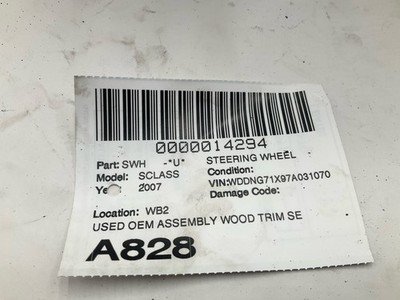 0000014294
Part: SWH -*U* STEERING WHEEL
Model: SCLASS Condition:
Ye 2007 VIN:WDDNG71X97A031070
Damage Code:
Location: WB2
USED OEM ASSEMBLY WOOD TRIM SE
A828